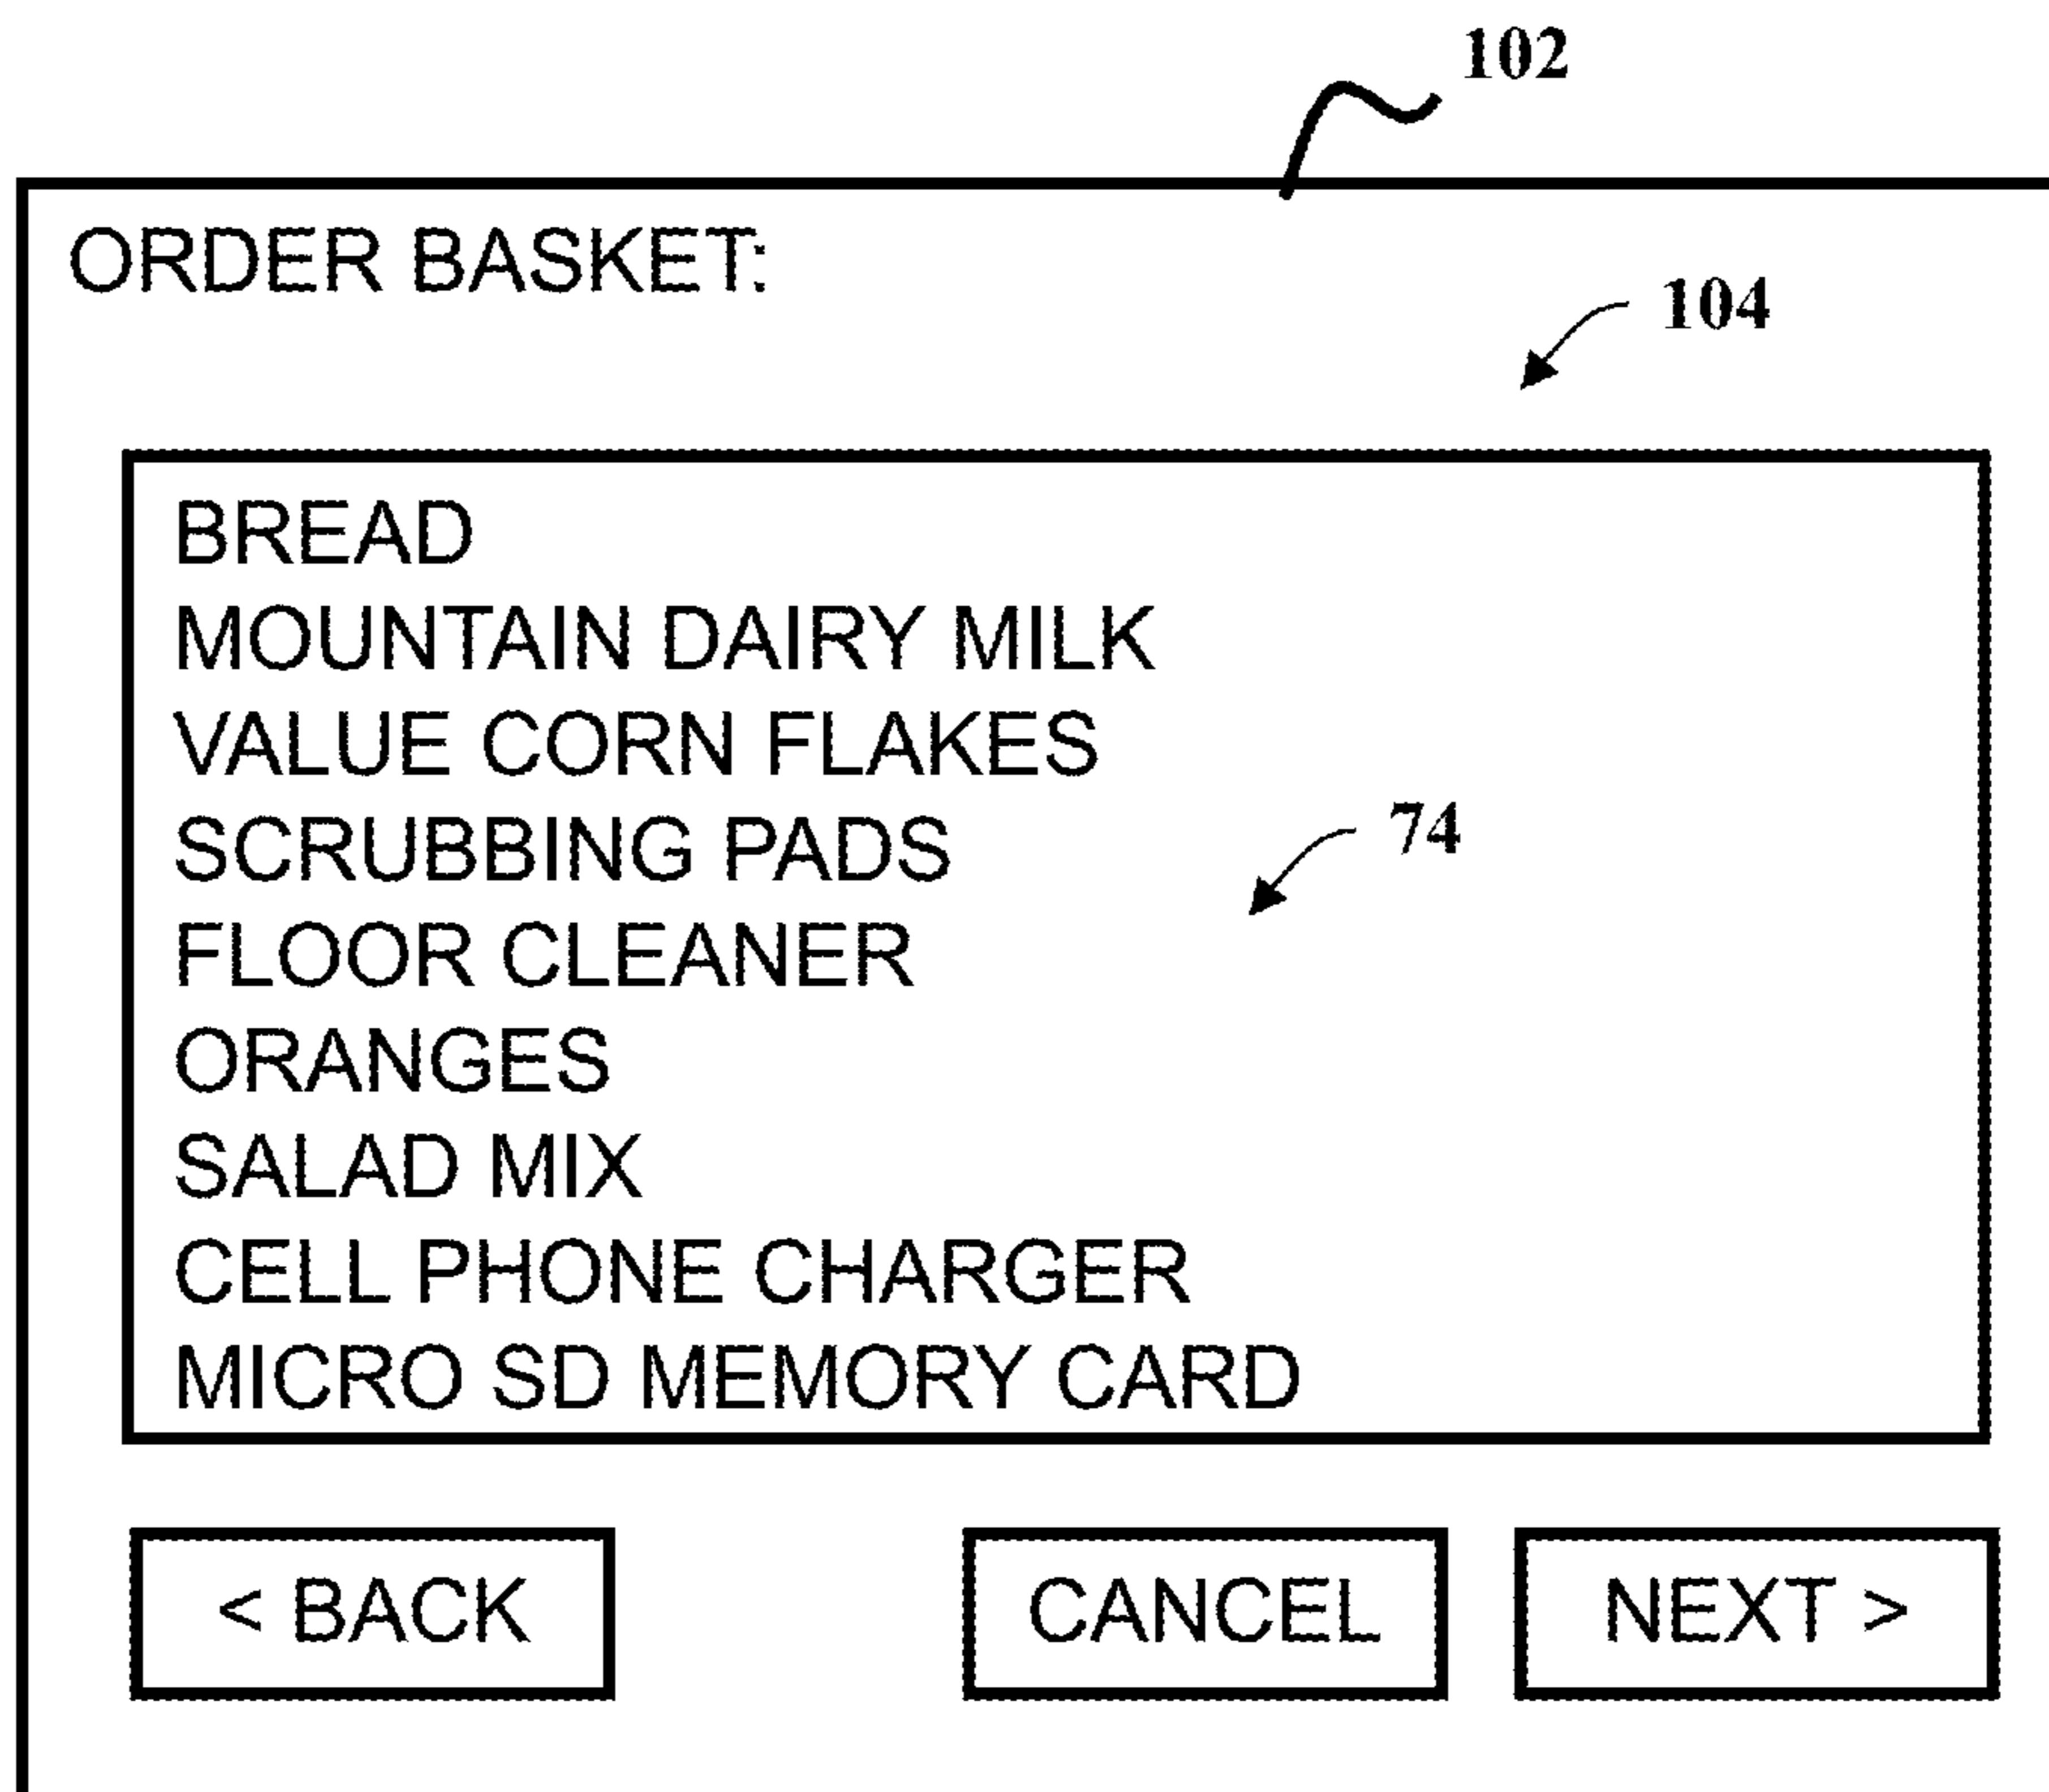 102
ORDER BASKET:
104
BREAD
MOUNTAIN DAIRY MILK
VALUE CORN FLAKES
SCRUBBING PADS
74
FLOOR CLEANER
ORANGES
SALAD MIX
CELL PHONE CHARGER
MICRO SD MEMORY CARD
< BACK
CANCEL
NEXT >